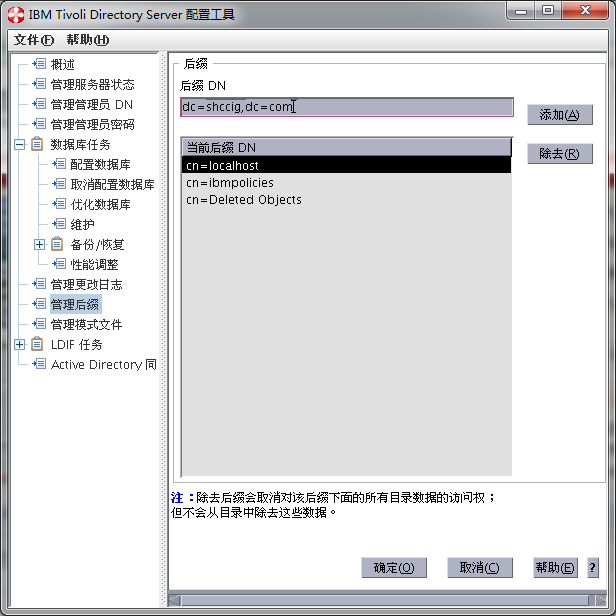 IBM Tivoli Directory Server 配置工具
文件(F) 帮助(H)
概述
管理服务器状态
管理管理员 DN
管理管理员密码
数据库任务
配置数据库
取消配置数据库
优化数据库
维护
备份/恢复
性能调整
管理更改日志
管理后缀
管理模式文件
LDIF 任务
Active Directory 同
后缀
后缀 DN
dc=shccig,dc=com
添加(A)
当前后缀 DN
除去(R)
cn=localhost
cn=ibmpolicies
cn=Deleted Objects
注：除去后缀会取消对该后缀下面的所有目录数据的访问权；
但不会从目录中除去这些数据。
确定(O) 取消(C) 帮助(E) ?